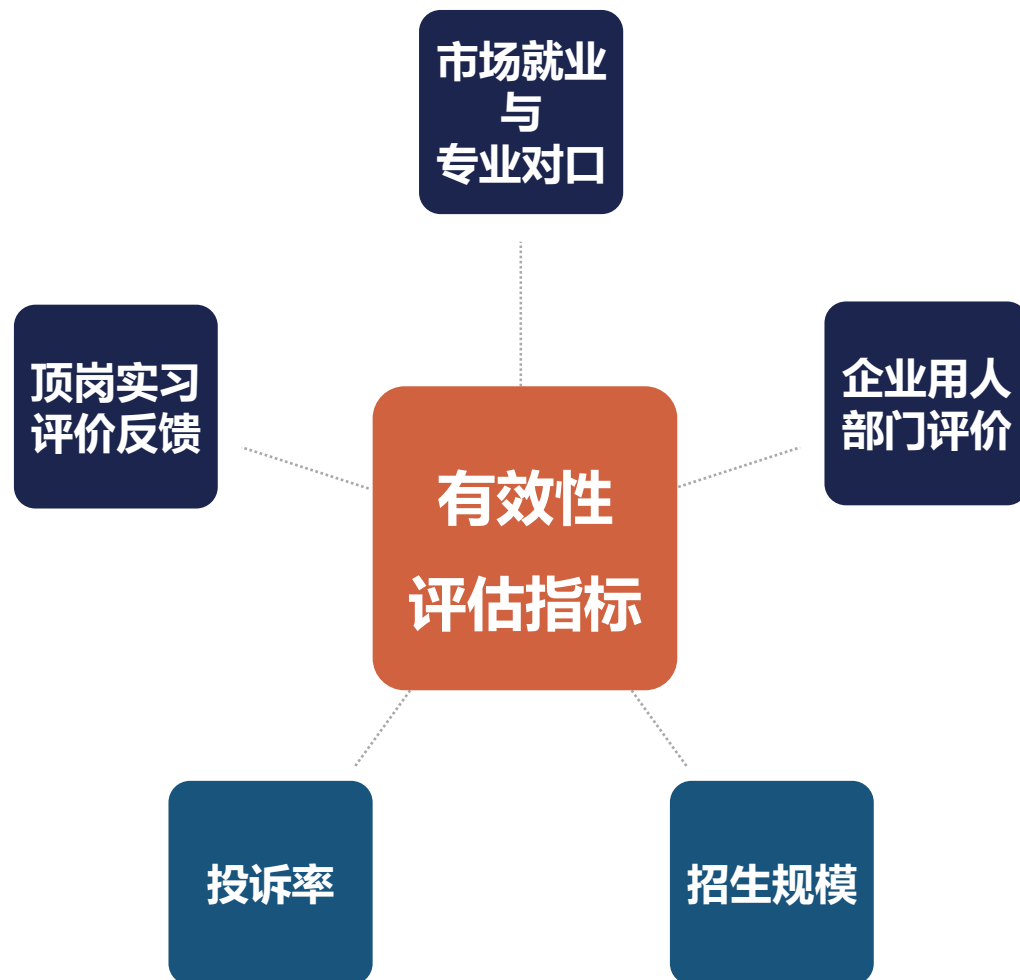 市场就业
与
专业对口
顶岗实习
评价反馈
企业用人
部门评价
有效性
评估指标
投诉率
招生规模